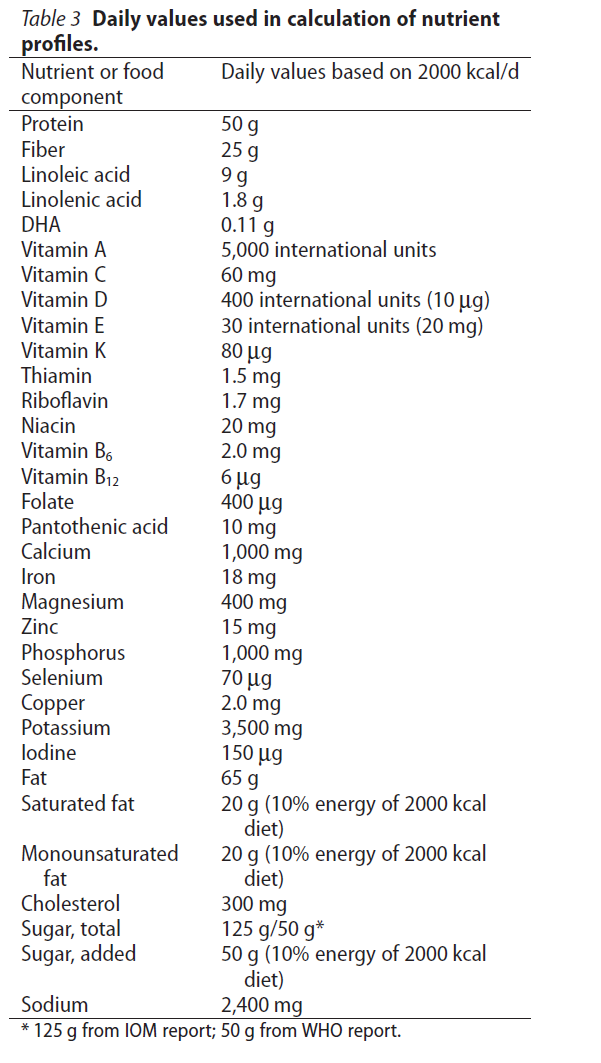 Table 3 Daily values used in calculation of nutrient
profiles.
Nutrient or food Daily values based on 2000 kcal/d
component
Protein 50 g
Fiber 25 g
Linoleic acid 9 g
Linolenic acid 1.8 g
DHA 0.11 g
Vitamin A 5,000 international units
Vitamin C 60 mg
Vitamin D 400 international units (10 μg)
Vitamin E 30 international units (20 mg)
Vitamin K 80 μg
Thiamin 1.5 mg
Riboflavin 1.7 mg
Niacin 20 mg
Vitamin B₆ 2.0 mg
Vitamin B₁₂ 6 μg
Folate 400 μg
Pantothenic acid 10 mg
Calcium 1,000 mg
Iron 18 mg
Magnesium 400 mg
Zinc 15 mg
Phosphorus 1,000 mg
Selenium 70 μg
Copper 2.0 mg
Potassium 3,500 mg
Iodine 150 μg
Fat 65 g
Saturated fat 20 g (10% energy of 2000 kcal
diet)
Monounsaturated 20 g (10% energy of 2000 kcal
fat diet)
Cholesterol 300 mg
Sugar, total 125 g/50 g*
Sugar, added 50 g (10% energy of 2000 kcal
diet)
Sodium 2,400 mg
* 125 g from IOM report; 50 g from WHO report.